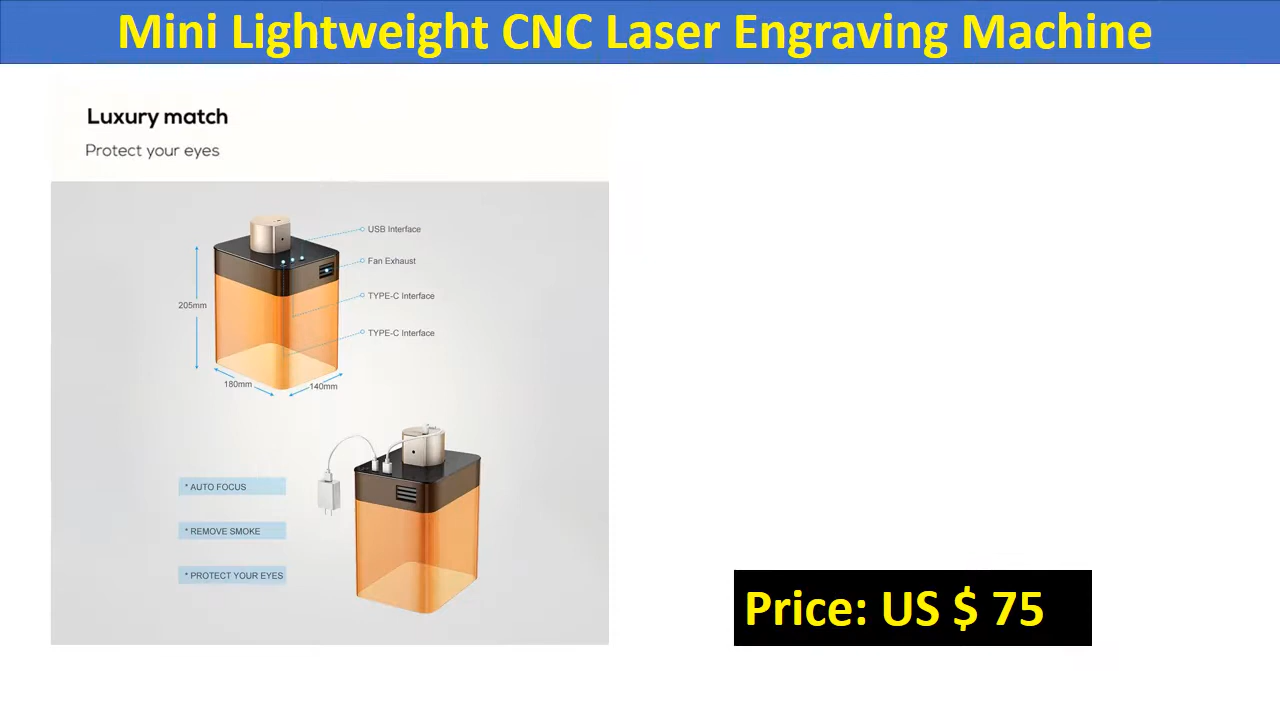 Mini Lightweight CNC Laser Engraving Machine
Luxury match
Protect your eyes
USB Interface
Fan Exhaust
TYPE-C Interface
205mm
TYPE-C Interface
180mm
140mm
* AUTO FOCUS
* REMOVE SMOKE
* PROTECT YOUR EYES
Price: US $ 75